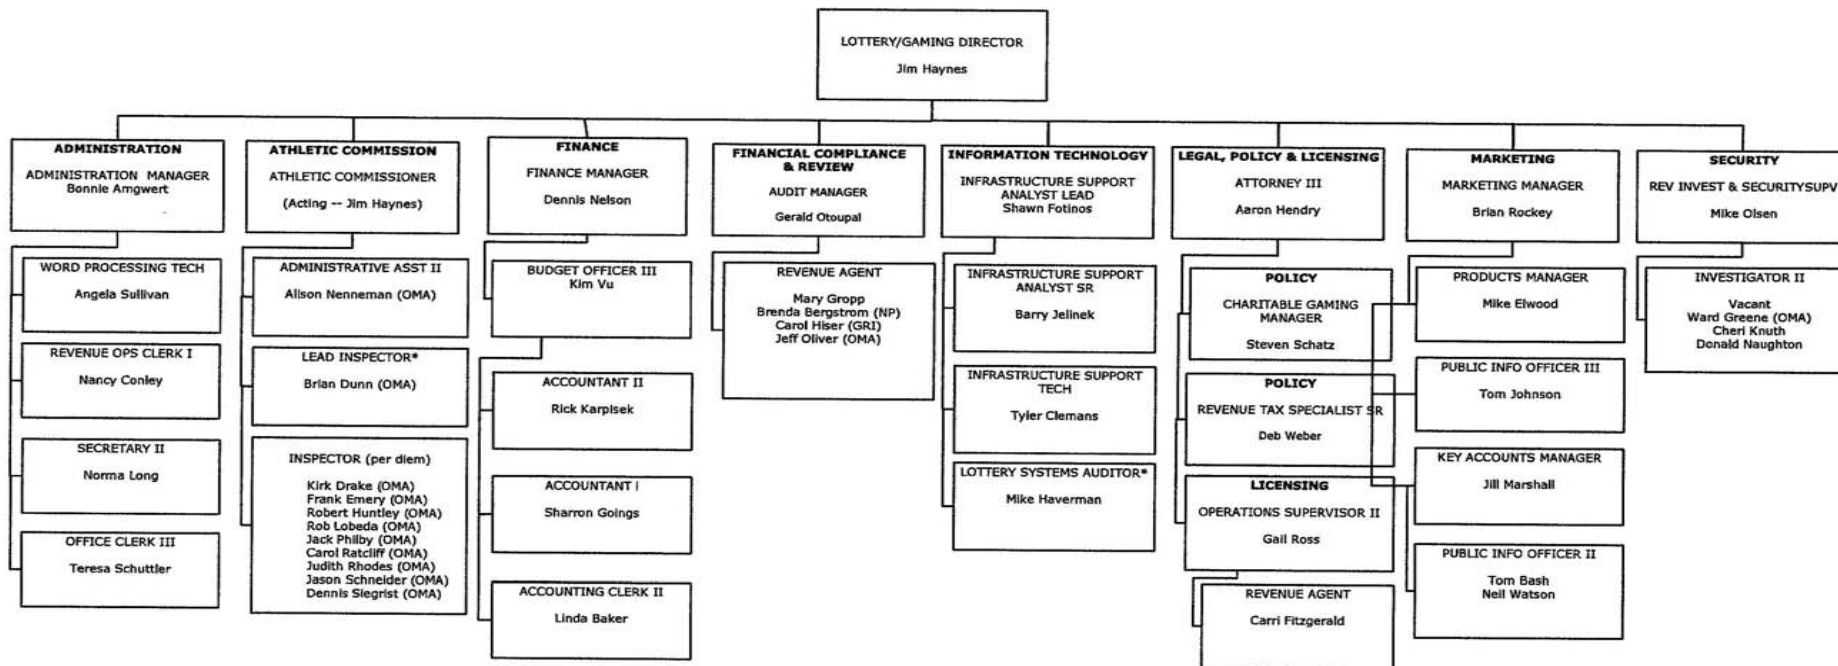 LOTTERY/GAMING DIRECTOR
Jim Haynes
ADMINISTRATION
ADMINISTRATION MANAGER
Bonnie Amgwert
WORD PROCESSING TECH
Angela Sullivan
REVENUE OPS CLERK I
Nancy Conley
SECRETARY II
Norma Long
OFFICE CLERK III
Teresa Schuttler
ATHLETIC COMMISSION
ATHLETIC COMMISSIONER
(Acting -- Jim Haynes)
ADMINISTRATIVE ASST II
Alison Nenneman (OMA)
LEAD INSPECTOR*
Brian Dunn (OMA)
INSPECTOR (per diem)
Kirk Drake (OMA)
Frank Emery (OMA)
Robert Huntley (OMA)
Rob Lobeda (OMA)
Jack Philby (OMA)
Carol Ratcliff (OMA)
Judith Rhodes (OMA)
Jason Schneider (OMA)
Dennis Siegrist (OMA)
FINANCE
FINANCE MANAGER
Dennis Nelson
BUDGET OFFICER III
Kim Vu
ACCOUNTANT II
Rick Karpisek
ACCOUNTANT I
Sharron Goings
ACCOUNTING CLERK II
Linda Baker
FINANCIAL COMPLIANCE
& REVIEW
AUDIT MANAGER
Gerald Otoupal
REVENUE AGENT
Mary Gropp
Brenda Bergstrom (NP)
Carol Hiser (GRI)
Jeff Oliver (OMA)
INFORMATION TECHNOLOGY
INFRASTRUCTURE SUPPORT
ANALYST LEAD
Shawn Fotinos
INFRASTRUCTURE SUPPORT
ANALYST SR
Barry Jelinek
INFRASTRUCTURE SUPPORT
TECH
Tyler Clemans
LOTTERY SYSTEMS AUDITOR*
Mike Haverman
LEGAL, POLICY & LICENSING
ATTORNEY III
Aaron Hendry
POLICY
CHARITABLE GAMING
MANAGER
Steven Schatz
POLICY
REVENUE TAX SPECIALIST SR
Deb Weber
LICENSING
OPERATIONS SUPERVISOR II
Gail Ross
REVENUE AGENT
Carri Fitzgerald
MARKETING
MARKETING MANAGER
Brian Rockey
PRODUCTS MANAGER
Mike Elwood
PUBLIC INFO OFFICER III
Tom Johnson
KEY ACCOUNTS MANAGER
Jill Marshall
PUBLIC INFO OFFICER II
Tom Bash
Neil Watson
SECURITY
REV INVEST & SECURITYSUPV
Mike Olsen
INVESTIGATOR II
Vacant
Ward Greene (OMA)
Cheri Knuth
Donald Naughton